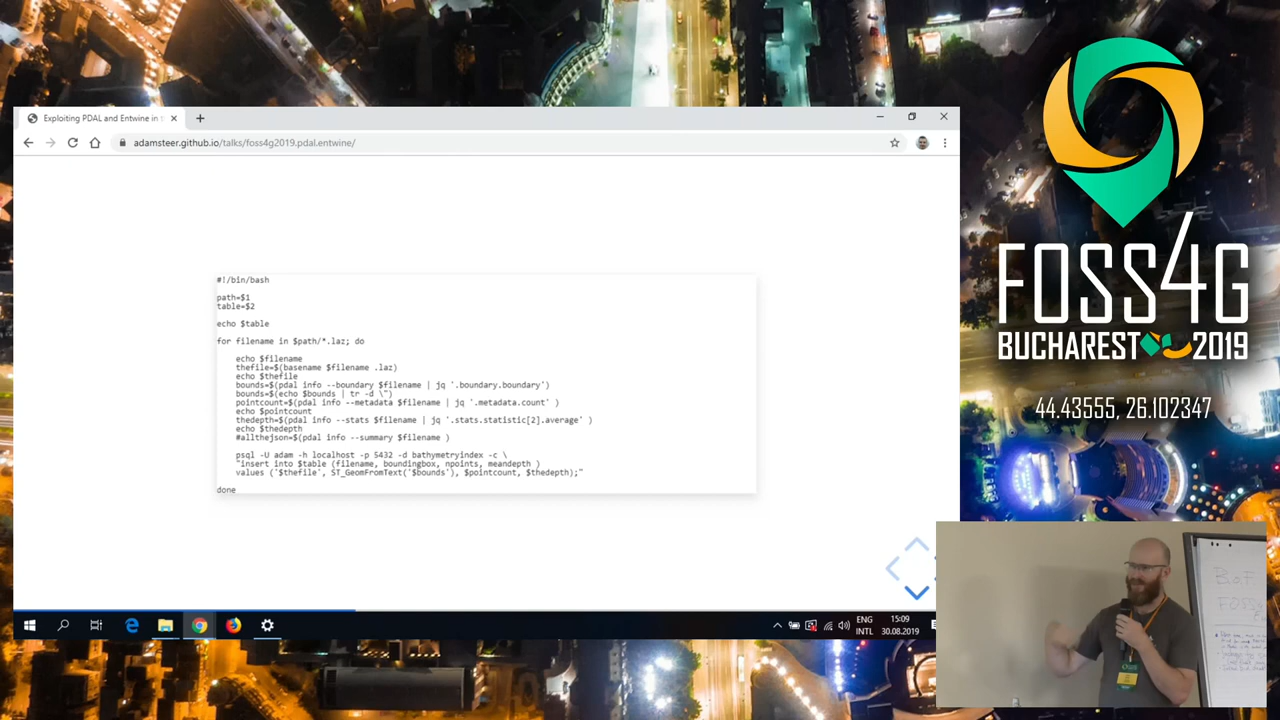 Exploiting PDAL and Entwine in t
adamsteer.github.io/talks/foss4g2019.pdal.entwine/
#!/bin/bash
path=$1
table=$2
echo $table
for filename in $path/*.laz; do
echo $filename
thefile=$(basename $filename .laz)
echo $thefile
bounds=$(pdal info --boundary $filename | jq '.boundary.boundary')
bounds=$(echo $bounds | tr -d \")
pointcount=$(pdal info --metadata $filename | jq '.metadata.count' )
echo $pointcount
thedepth=$(pdal info --stats $filename | jq '.stats.statistic[2].average' )
echo $thedepth
#allthejson=$(pdal info --summary $filename )
psql -U adam -h localhost -p 5432 -d bathymetryindex -c \
"insert into $table (filename, boundingbox, npoints, meandepth )
values ('$thefile', ST_GeomFromText('$bounds'), $pointcount, $thedepth);"
done
ENG
INTL
15:09
30.08.2019
FOSS4G
BUCHAREST 2019
44.43555, 26.102347
B.o.F
FOSS